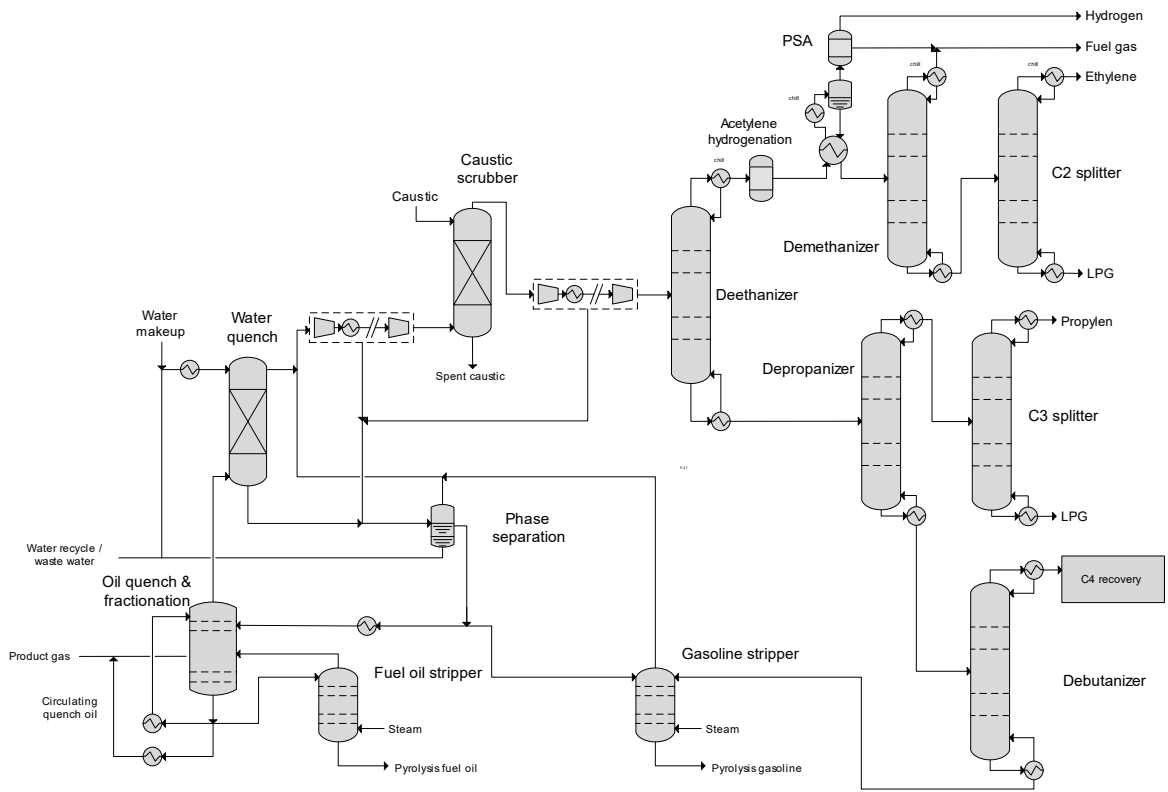 Hydrogen
PSA
Fuel gas
chill
chill
Ethylene
chill
Acetylene
hydrogenation
chill
Caustic
scrubber
C2 splitter
Caustic
Demethanizer
LPG
Deethanizer
Water
makeup
Water
quench
Propylen
Spent caustic
Depropanizer
C3 splitter
P-37
Phase
separation
LPG
Water recycle /
waste water
Oil quench &
fractionation
C4 recovery
Product gas
Gasoline stripper
Fuel oil stripper
Debutanizer
Circulating
quench oil
Steam
Steam
Pyrolysis fuel oil
Pyrolysis gasoline